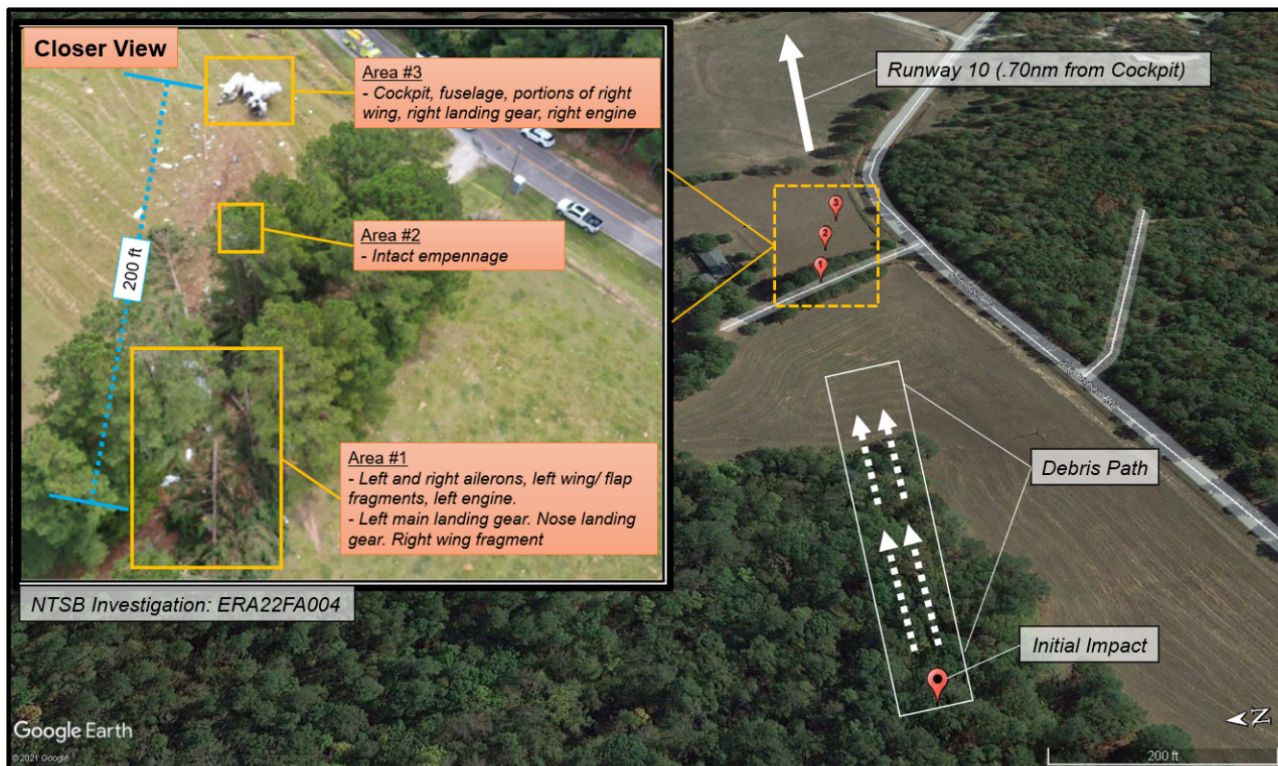 Closer View
Area #3
- Cockpit, fuselage, portions of right
wing, right landing gear, right engine
Area #2
- Intact empennage
200 ft
Area #1
- Left and right ailerons, left wing/ flap
fragments, left engine.
- Left main landing gear. Nose landing
gear. Right wing fragment
NTSB Investigation: ERA22FA004
Runway 10 (.70nm from Cockpit)
3
2
1
Debris Path
Initial Impact
Google Earth
©2021 Google
N
200 ft